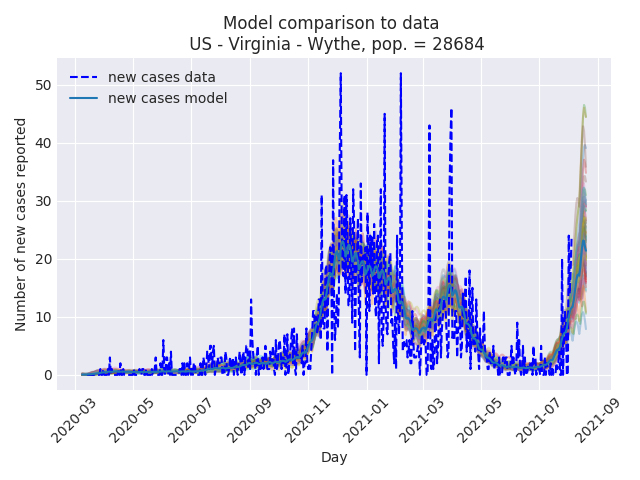 Model comparison to data
US - Virginia - Wythe, pop. = 28684
new cases data
new cases model
Number of new cases reported
50
40
30
20
10
0
2020-03
2020-05
2020-07
2020-09
2020-11
2021-01
2021-03
2021-05
2021-07
2021-09
Day